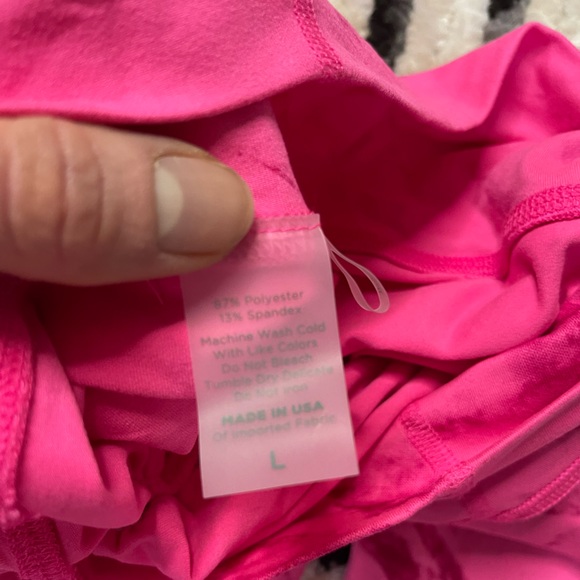 87% Polyester
13% Spandex
Machine Wash Cold
With Like Colors
Do Not Bleach
Tumple Dry Delicate
Do Not Iron
MADE IN USA
Of Imported Fabric
L